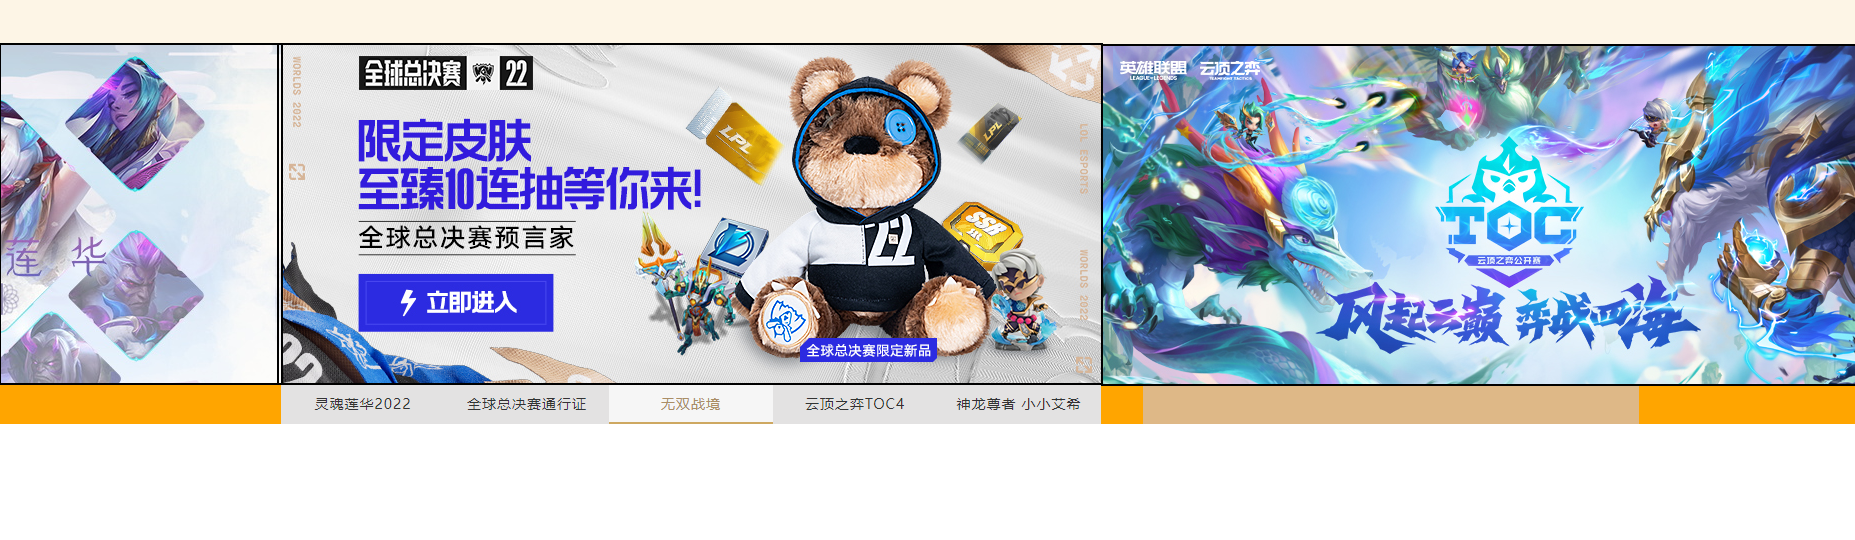 莲 华
WORLDS 2022
全球总决赛 22
限定皮肤
至臻10连抽等你来!
全球总决赛预言家
立即进入
LPL
LPL
SSB
22
全球总决赛限定新品
LOL ESPORTS
WORLDS 2022
22
英雄联盟
LEAGUE OF LEGENDS
云顶之弈
TEAMFIGHT TACTICS
TOC
云顶之弈公开赛
风起云巅 弈战四海
灵魂莲华2022
全球总决赛通行证
无双战境
云顶之弈TOC4
神龙尊者 小小艾希